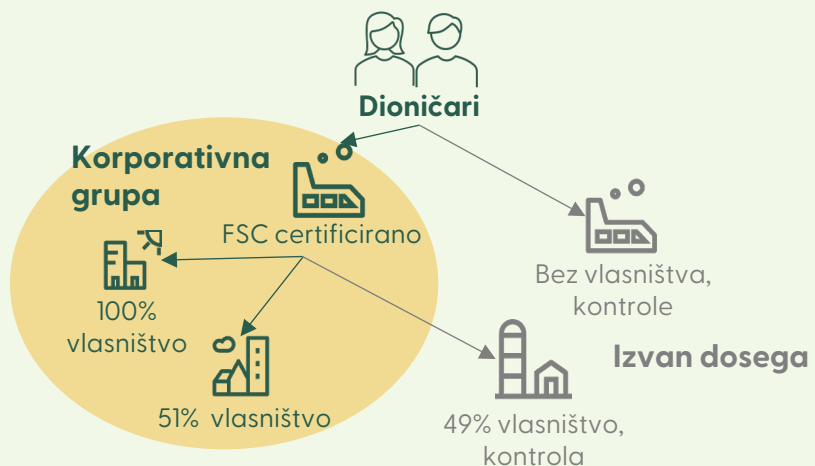 Dioničari
Korporativna
grupa
FSC certificirano
100%
vlasništvo
51% vlasništvo
Bez vlasništva,
kontrole
Izvan dosega
49% vlasništvo,
kontrola